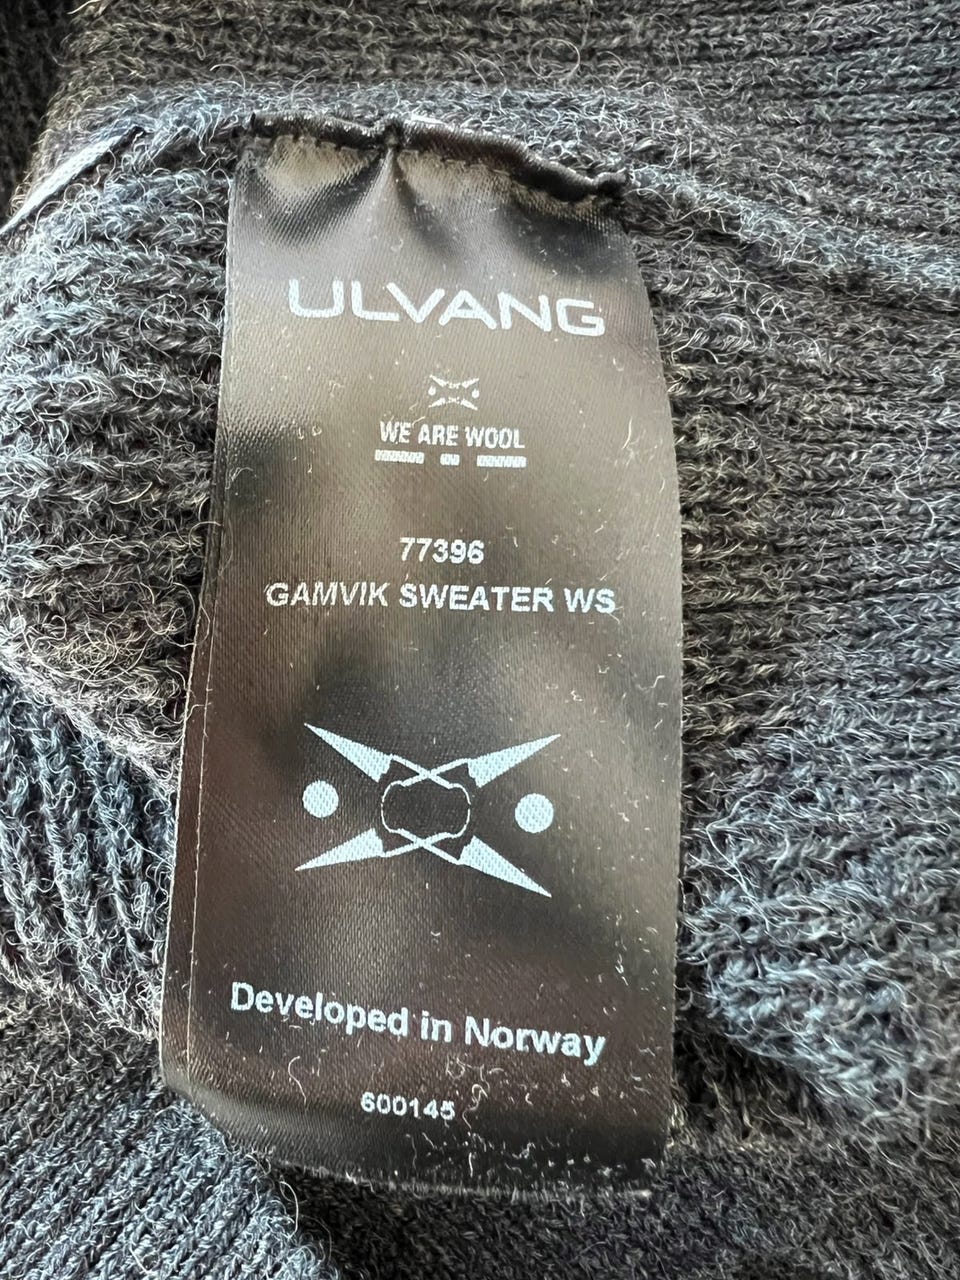 ULVANG
WE ARE WOOL
77396
GAMVIK SWEATER WS
Developed in Norway
600145